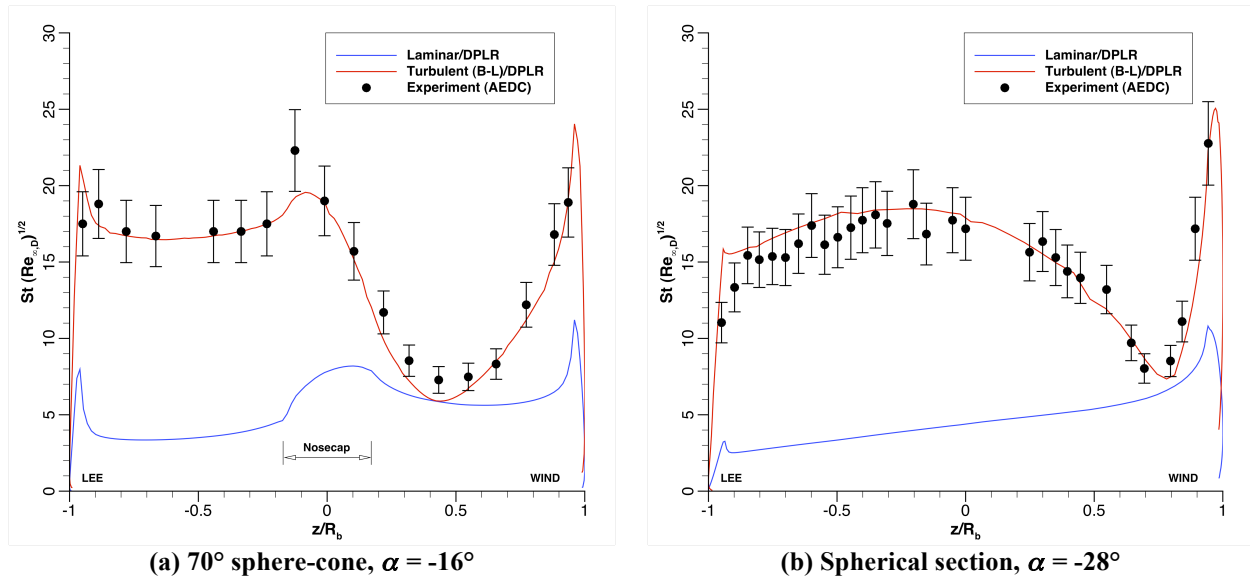 30
25
20
15
10
5
0
St (Re∞,D)1/2
Laminar/DPLR
Turbulent (B-L)/DPLR
Experiment (AEDC)
Nosecap
LEE
WIND
-1
-0.5
0
0.5
1
z/Rb
(a) 70° sphere-cone, α = -16°
30
25
20
15
10
5
0
St (Re∞,D)1/2
Laminar/DPLR
Turbulent (B-L)/DPLR
Experiment (AEDC)
LEE
WIND
-1
-0.5
0
0.5
1
z/Rb
(b) Spherical section, α = -28°